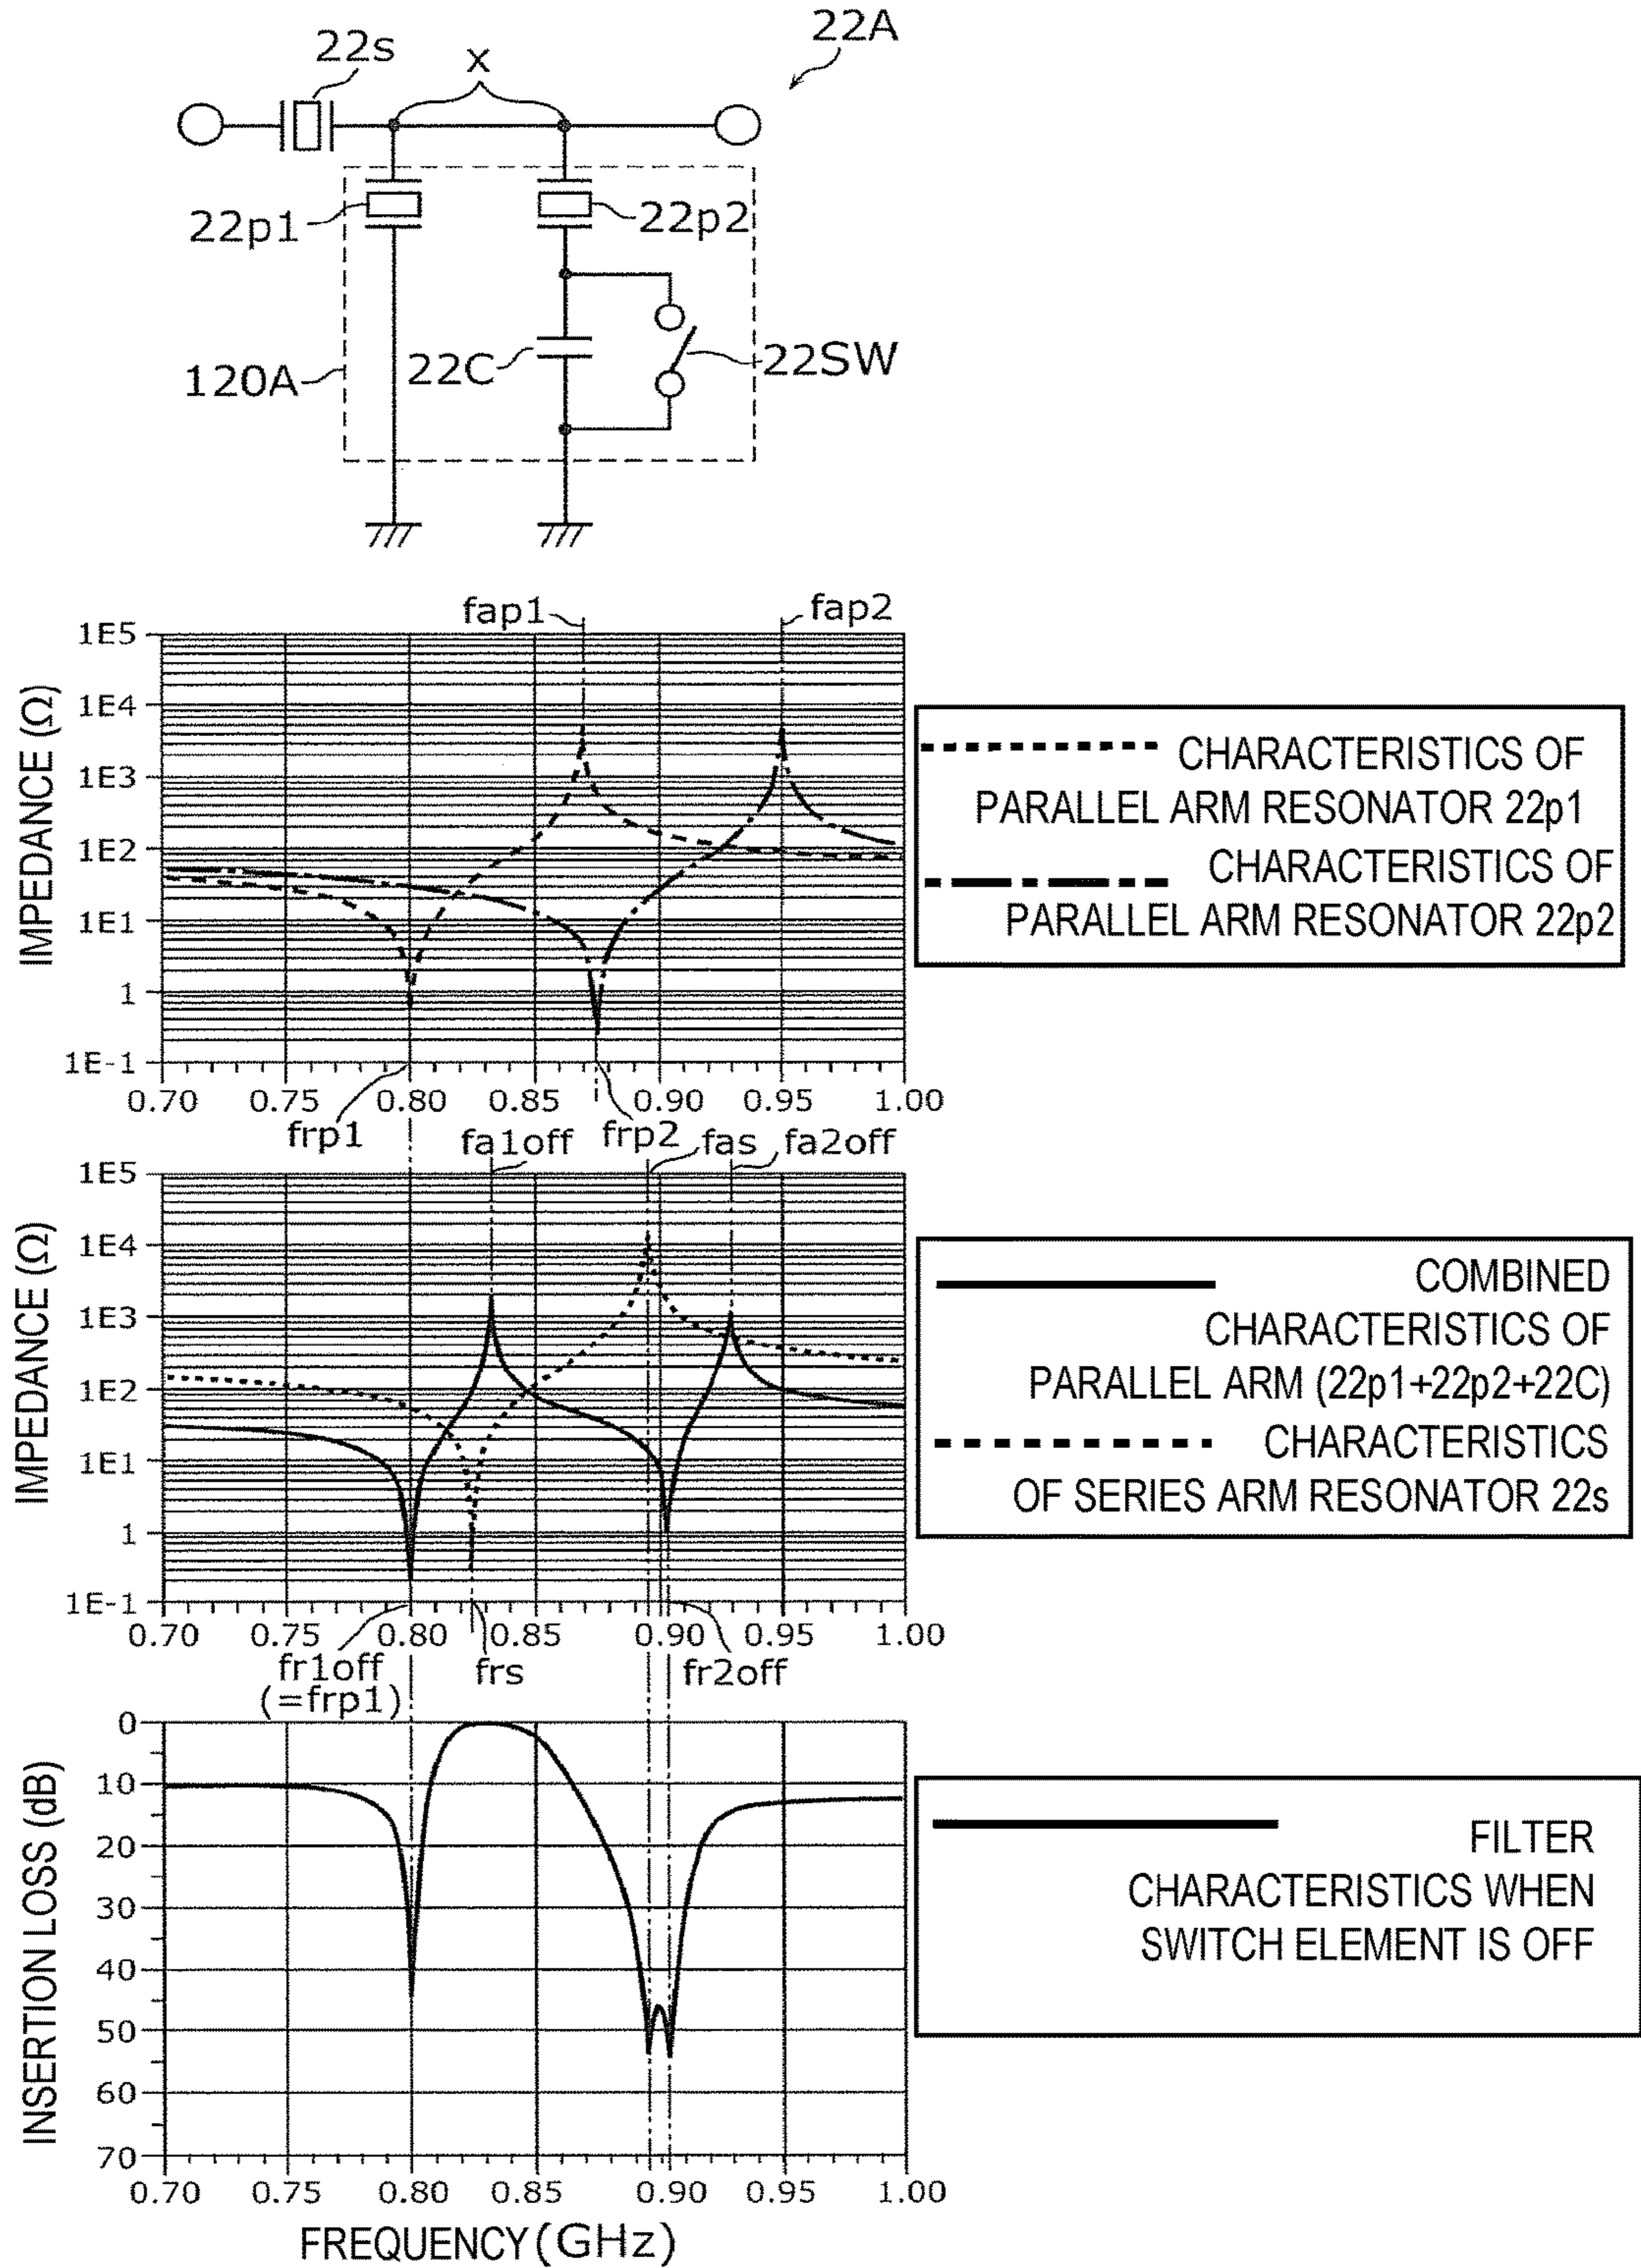 22A
22s
x
22p1
22p2
120A
22C
22SW
fap1
fap2
IMPEDANCE (Ω)
1E5
1E4
1E3
1E2
1E1
1
1E-1
0.70 0.75 0.80 0.85 0.90 0.95 1.00
CHARACTERISTICS OF
PARALLEL ARM RESONATOR 22p1
CHARACTERISTICS OF
PARALLEL ARM RESONATOR 22p2
frp1
frp2
fa1off
fas
fa2off
IMPEDANCE (Ω)
1E5
1E4
1E3
1E2
1E1
1
1E-1
0.70 0.75 0.80 0.85 0.90 0.95 1.00
COMBINED
CHARACTERISTICS OF
PARALLEL ARM (22p1+22p2+22C)
CHARACTERISTICS
OF SERIES ARM RESONATOR 22s
fr1off
(=frp1)
frs
fr2off
INSERTION LOSS (dB)
0
10
20
30
40
50
60
70
0.70 0.75 0.80 0.85 0.90 0.95 1.00
FREQUENCY(GHz)
FILTER
CHARACTERISTICS WHEN
SWITCH ELEMENT IS OFF